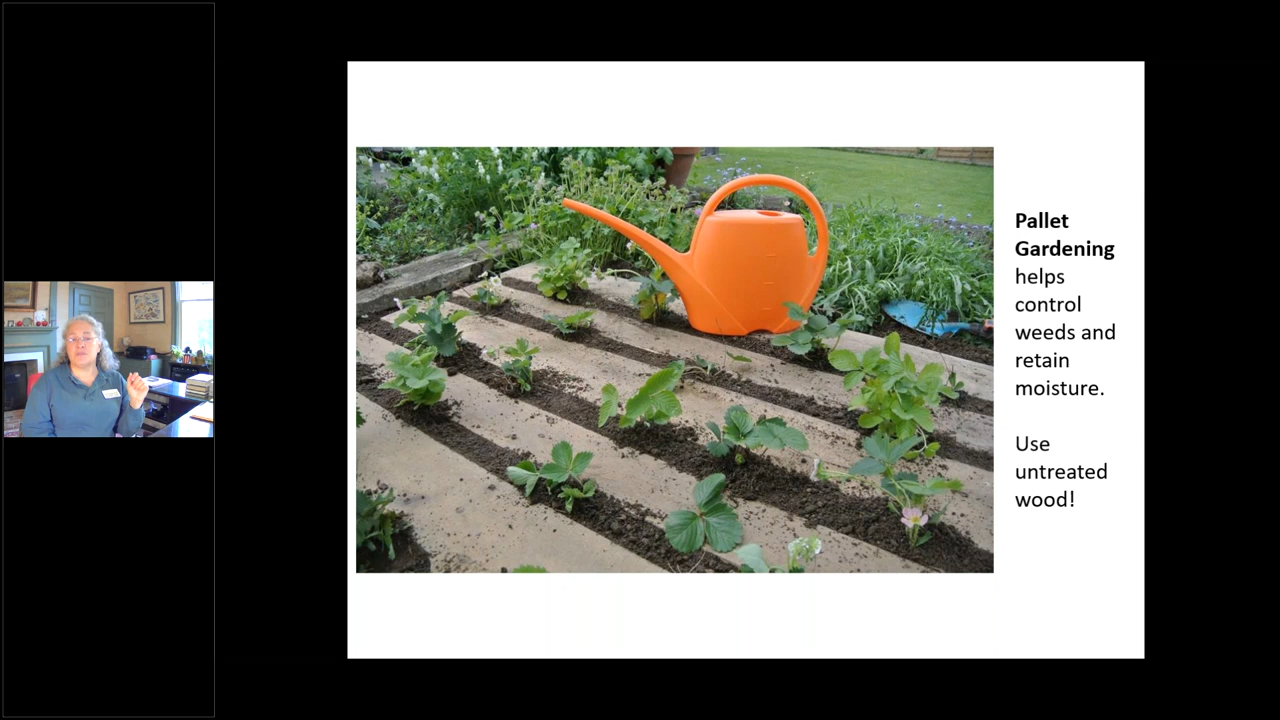 Pallet
Gardening
helps
control
weeds and
retain
moisture.
Use
untreated
wood!